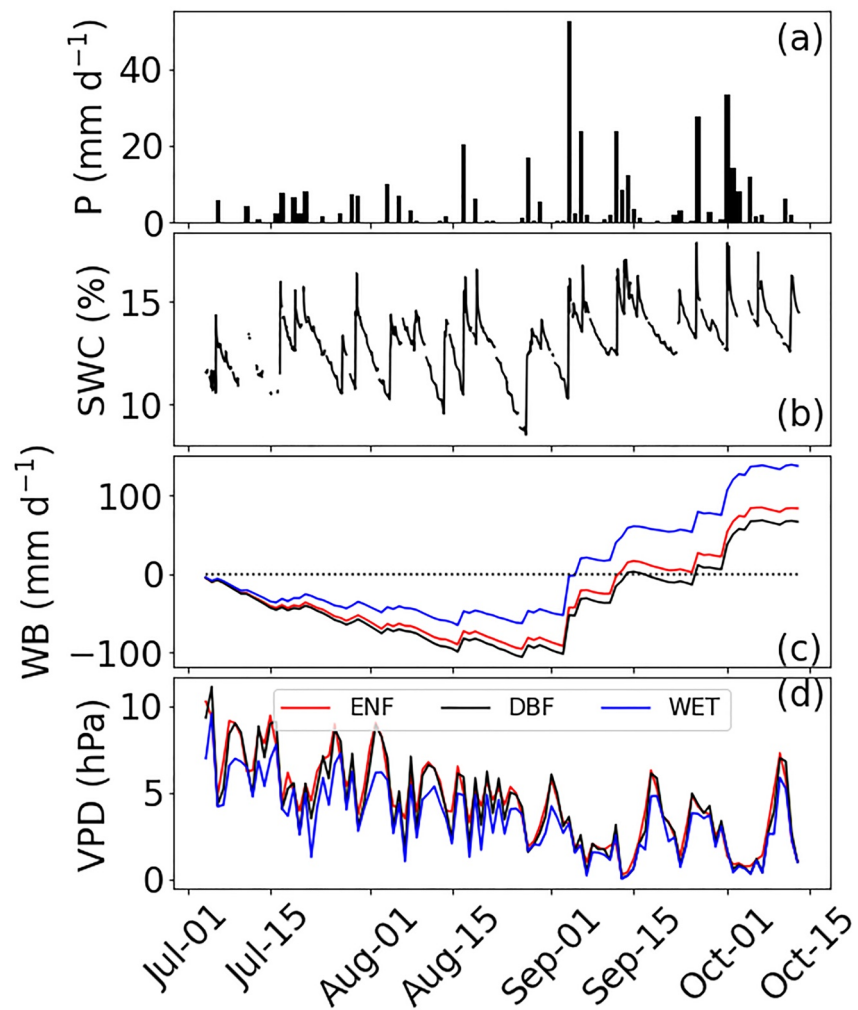 (a)
P (mm d⁻¹)
40
20
0
(b)
SWC (%)
15
10
(c)
WB (mm d⁻¹)
100
0
−100
(d)
ENF DBF WET
VPD (hPa)
10
5
0
Jul-01 Jul-15 Aug-01 Aug-15 Sep-01 Sep-15 Oct-01 Oct-15